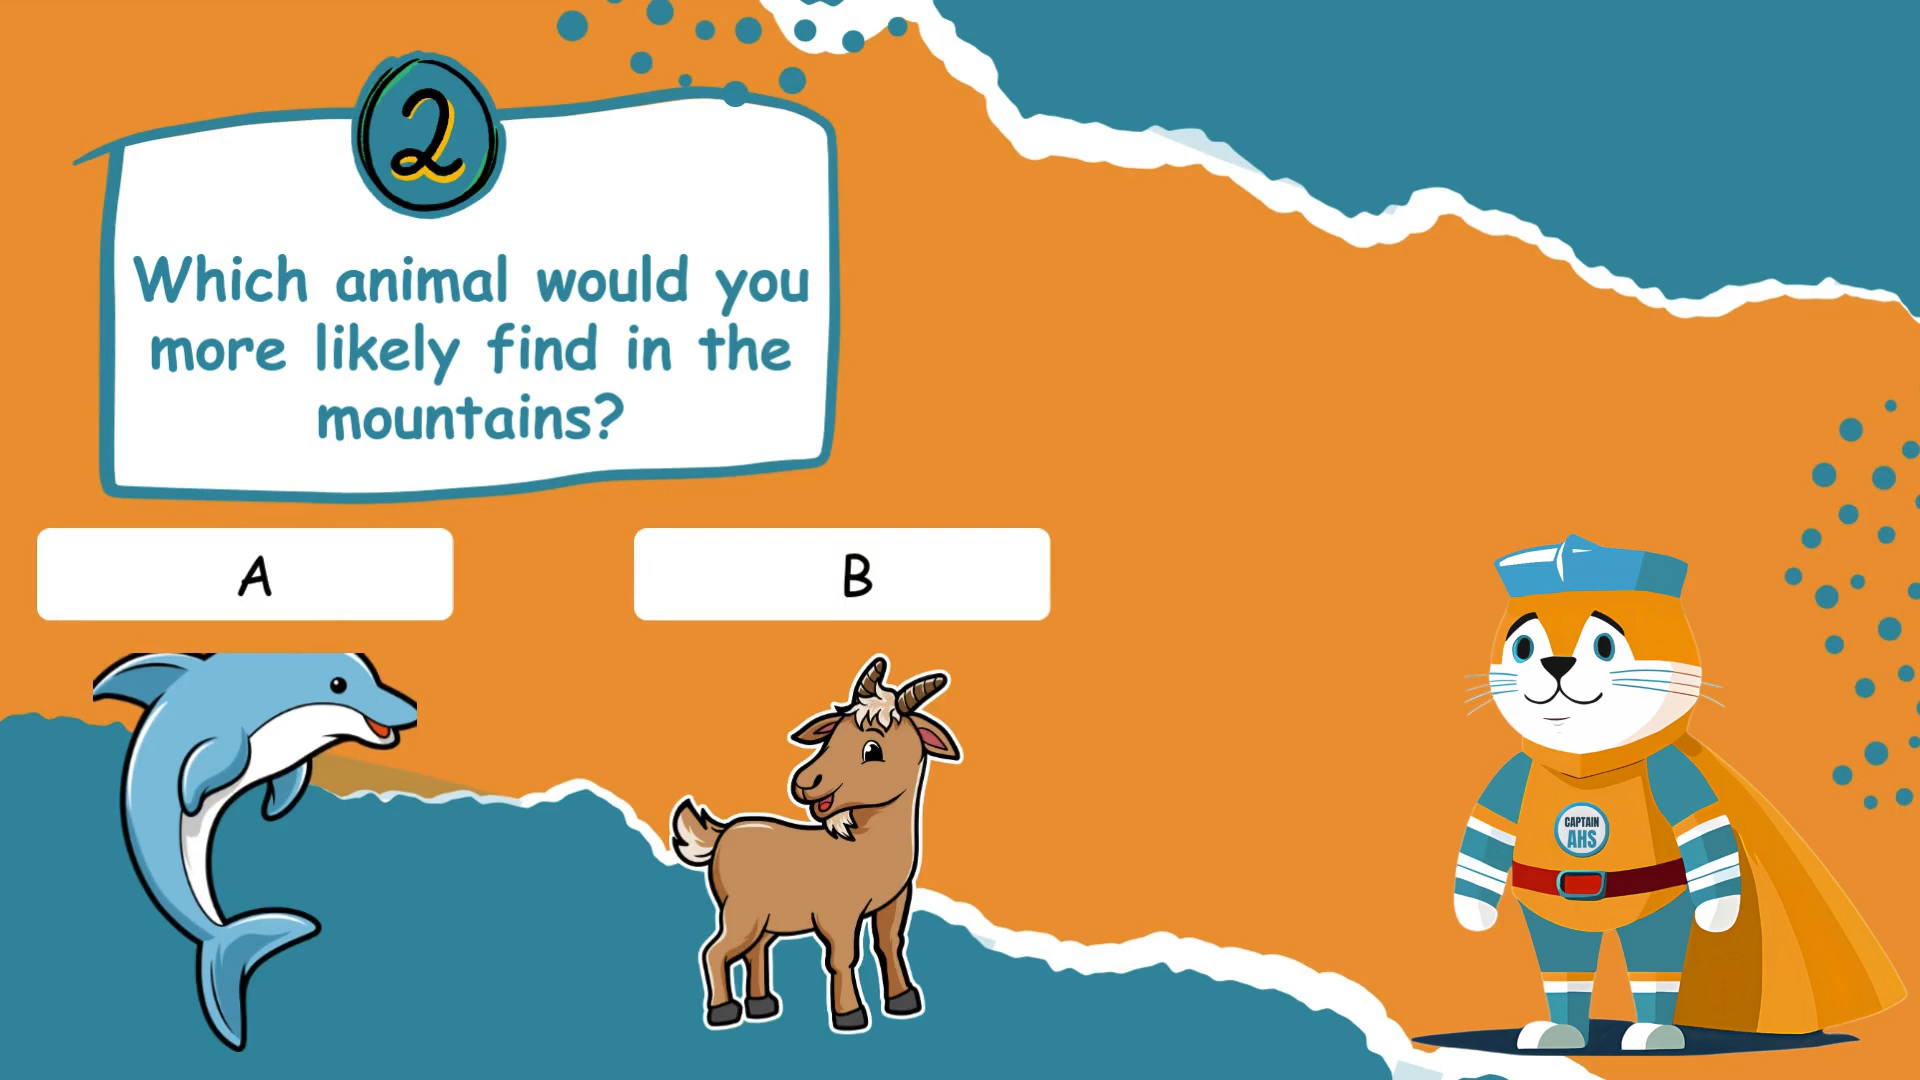 2
Which animal would you
more likely find in the
mountains?
A
B
CAPTAIN
AHS